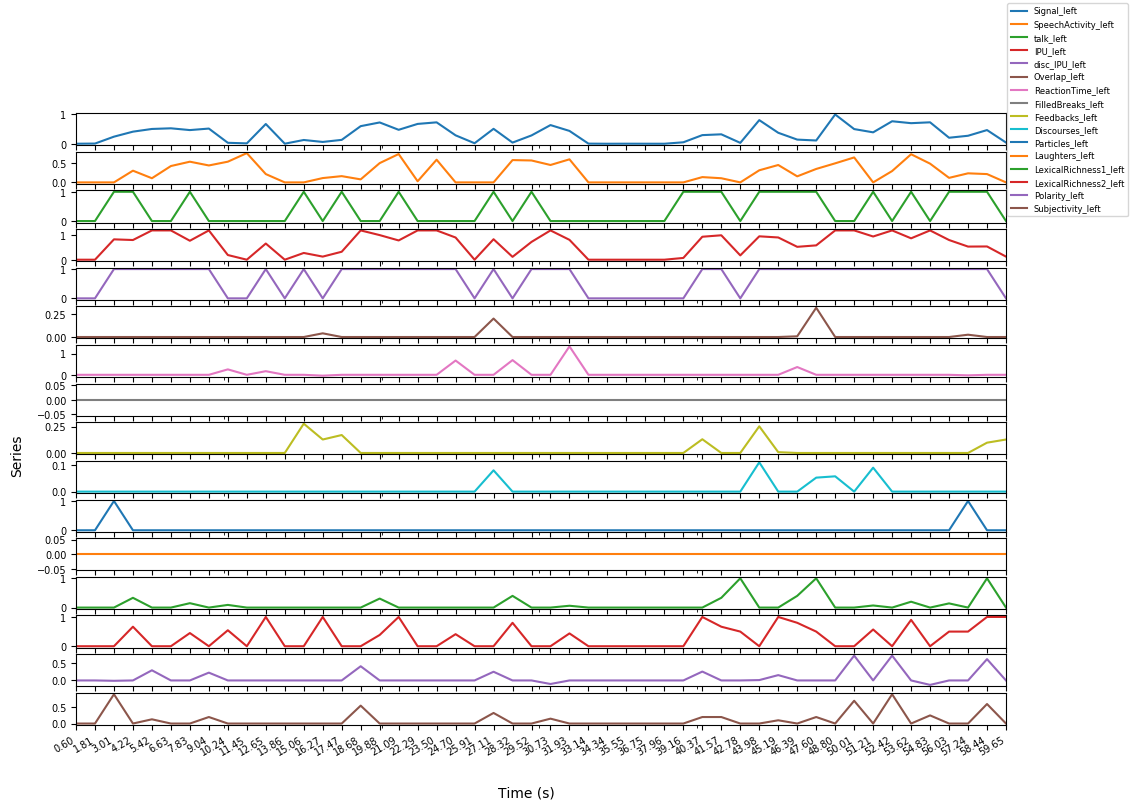 Signal_left
SpeechActivity_left
talk_left
IPU_left
disc_IPU_left
Overlap_left
ReactionTime_left
FilledBreaks_left
Feedbacks_left
Discourses_left
Particles_left
Laughters_left
LexicalRichness1_left
LexicalRichness2_left
Polarity_left
Subjectivity_left
1
0
0.5
0.0
1
0
1
0
1
0
0.25
0.00
1
0
0.05
0.00
−0.05
0.25
0.00
0.1
0.0
1
0
0.05
0.00
−0.05
1
0
1
0
0.5
0.0
0.5
0.0
Series
0.60 1.81 3.01 4.22 5.42 6.63 7.83 9.04 10.24 11.45 12.65 13.86 15.06 16.27 17.47 18.68 19.88 21.09 22.29 23.50 24.70 25.91 27.11 28.32 29.52 30.73 31.93 33.14 34.34 35.55 36.75 37.96 39.16 40.37 41.57 42.78 43.98 45.19 46.39 47.60 48.80 50.01 51.21 52.42 53.62 54.83 56.03 57.24 58.44 59.65
Time (s)